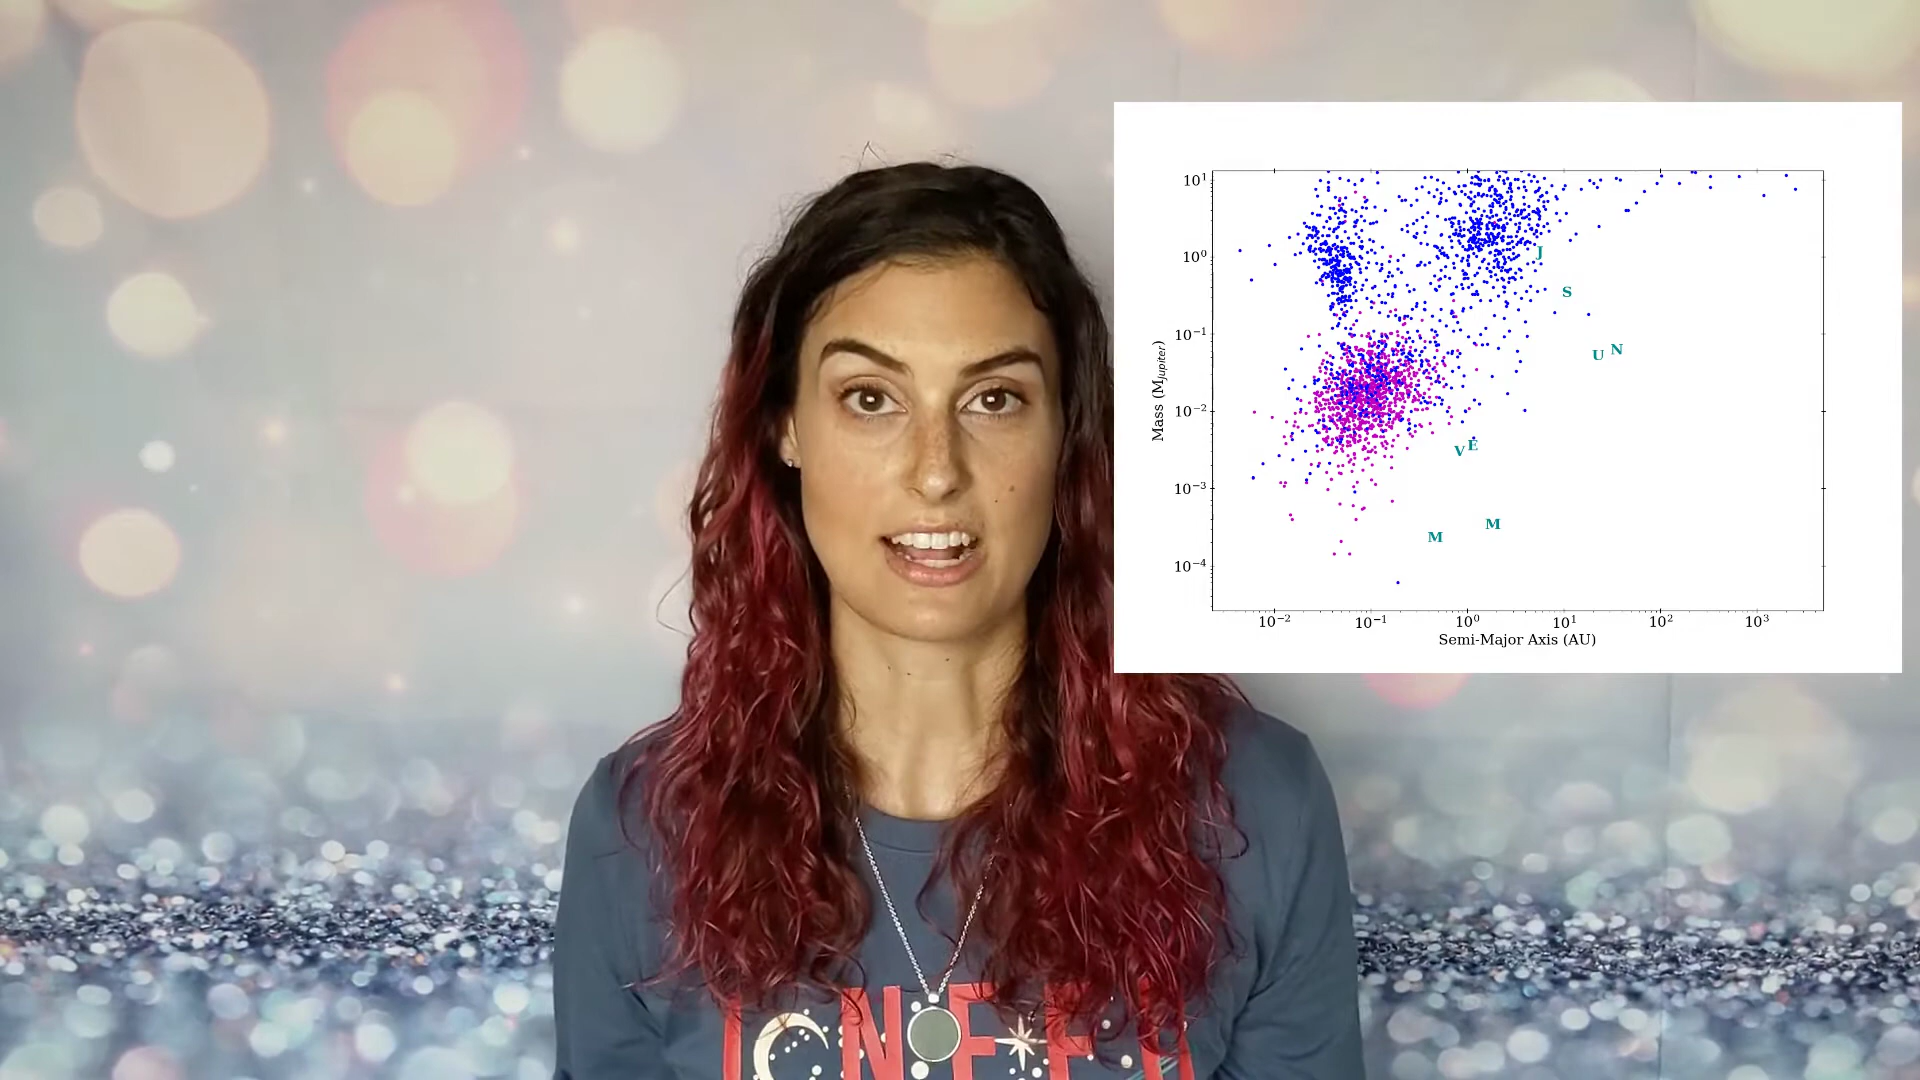 10¹
10⁰
10⁻¹
10⁻²
10⁻³
10⁻⁴
Mass (M_Jupiter)
J
S
U N
V E
M
M
10⁻² 10⁻¹ 10⁰ 10¹ 10² 10³
Semi-Major Axis (AU)